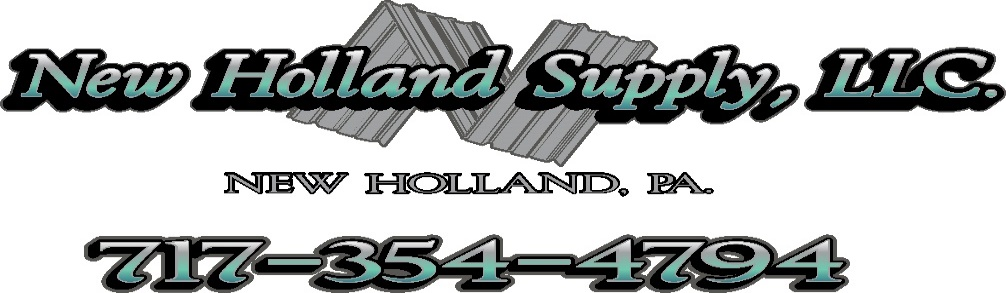 New Holland Supply, LLC.
NEW HOLLAND, PA.
717-354-4794